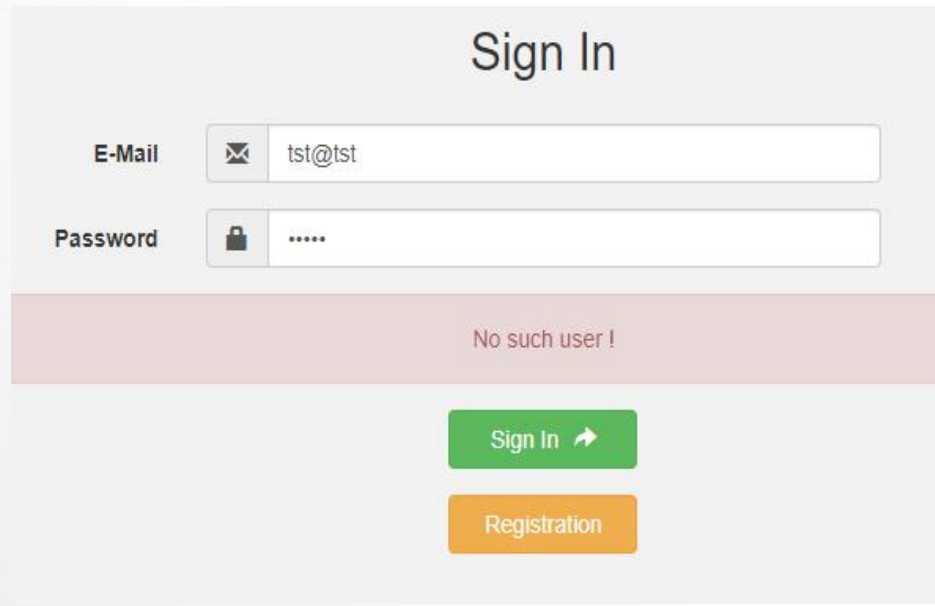 Sign In
E-Mail tst@tst
Password •••••
No such user !
Sign In
Registration